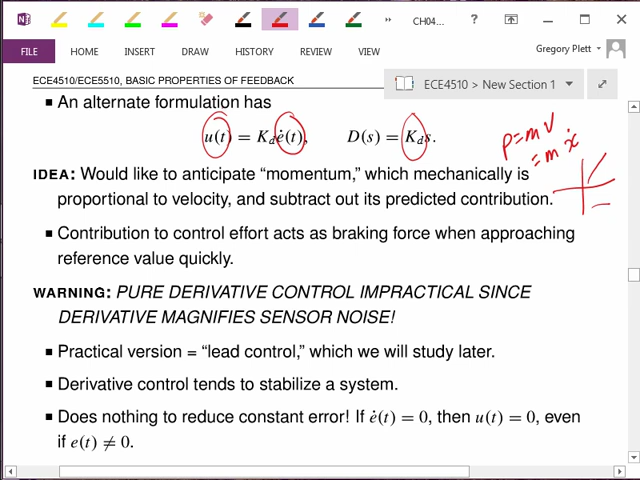 CH04...
?
FILE HOME INSERT DRAW HISTORY REVIEW VIEW Gregory Plett
ECE4510/ECE5510, BASIC PROPERTIES OF FEEDBACK
ECE4510 > New Section 1
An alternate formulation has
u(t) = K_d ė(t), D(s) = K_d s.
p=mv
=mẋ
IDEA: Would like to anticipate “momentum,” which mechanically is
proportional to velocity, and subtract out its predicted contribution.
Contribution to control effort acts as braking force when approaching
reference value quickly.
WARNING: PURE DERIVATIVE CONTROL IMPRACTICAL SINCE
DERIVATIVE MAGNIFIES SENSOR NOISE!
Practical version = “lead control,” which we will study later.
Derivative control tends to stabilize a system.
Does nothing to reduce constant error! If ė(t) = 0, then u(t) = 0, even
if e(t) ≠ 0.